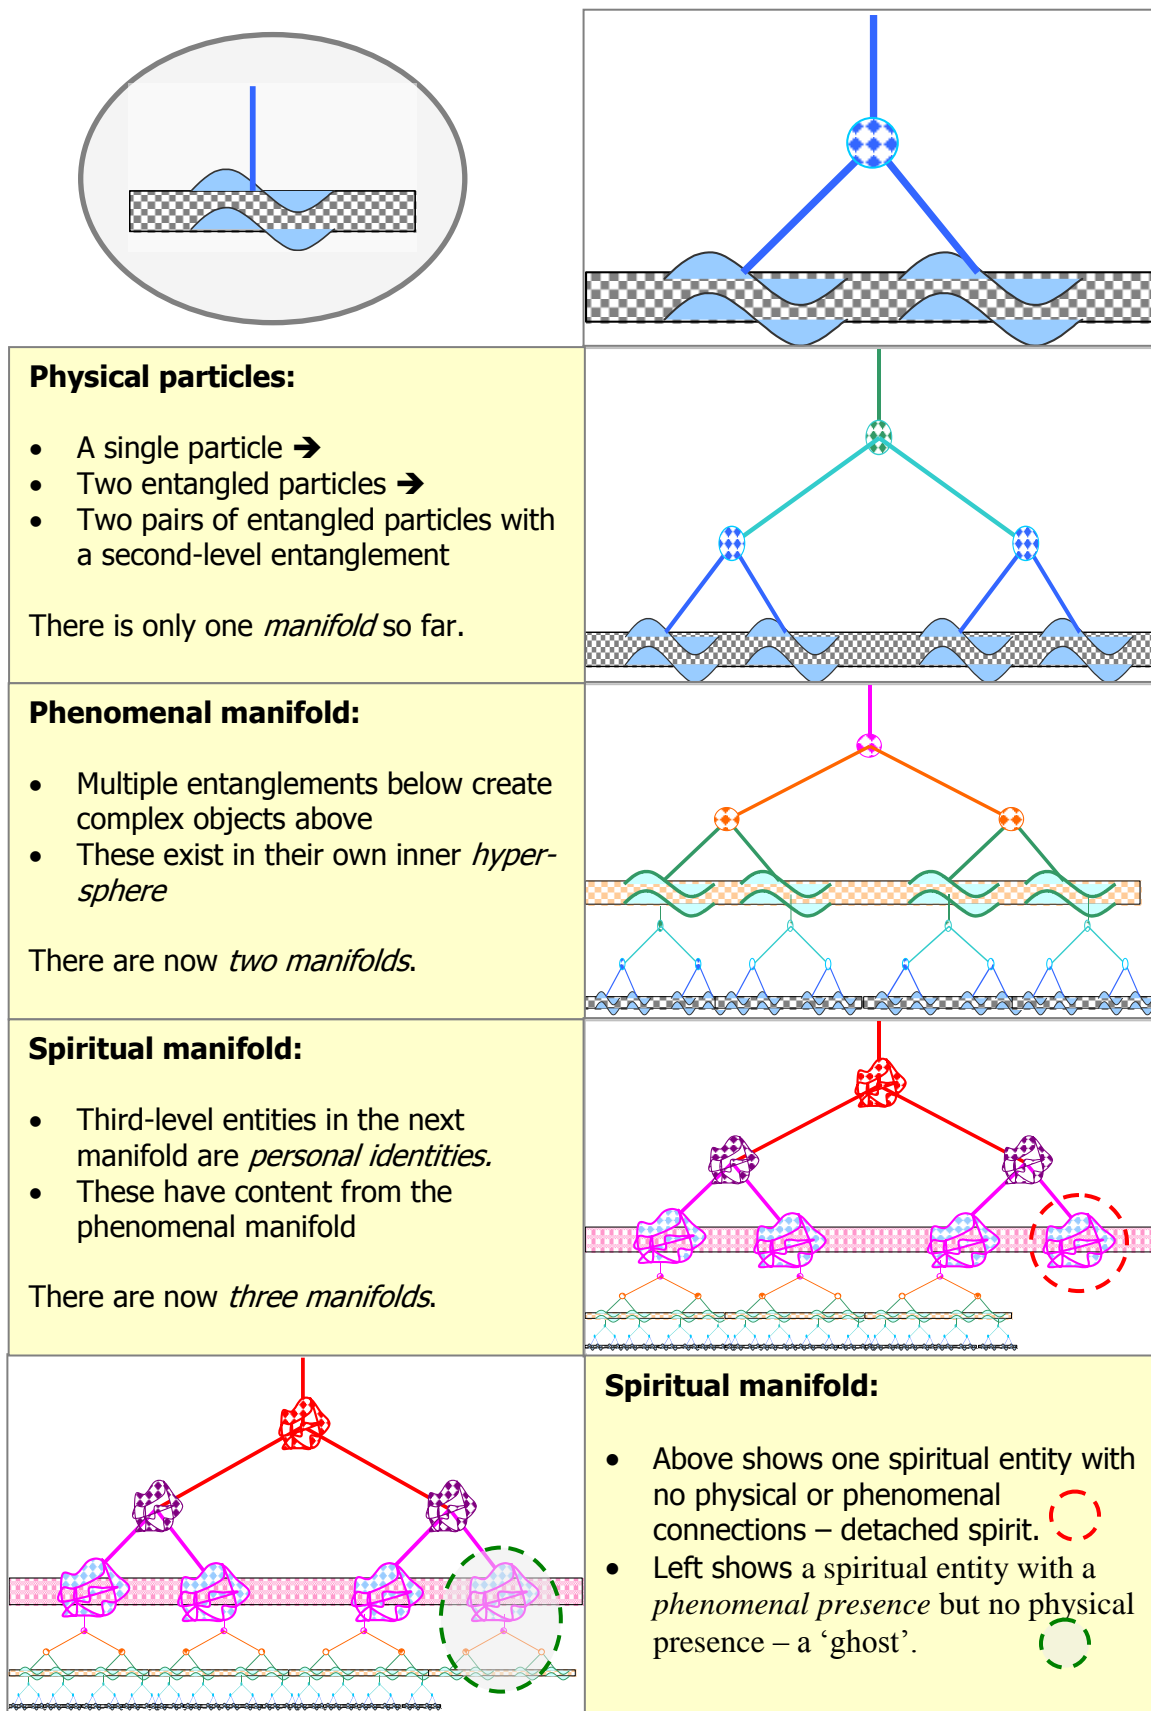 Physical particles:
• A single particle ➔
• Two entangled particles ➔
• Two pairs of entangled particles with
a second-level entanglement
There is only one manifold so far.
Phenomenal manifold:
• Multiple entanglements below create
complex objects above
• These exist in their own inner hyper-
sphere
There are now two manifolds.
Spiritual manifold:
• Third-level entities in the next
manifold are personal identities.
• These have content from the
phenomenal manifold
There are now three manifolds.
Spiritual manifold:
• Above shows one spiritual entity with
no physical or phenomenal
connections – detached spirit.
• Left shows a spiritual entity with a
phenomenal presence but no physical
presence – a ‘ghost’.